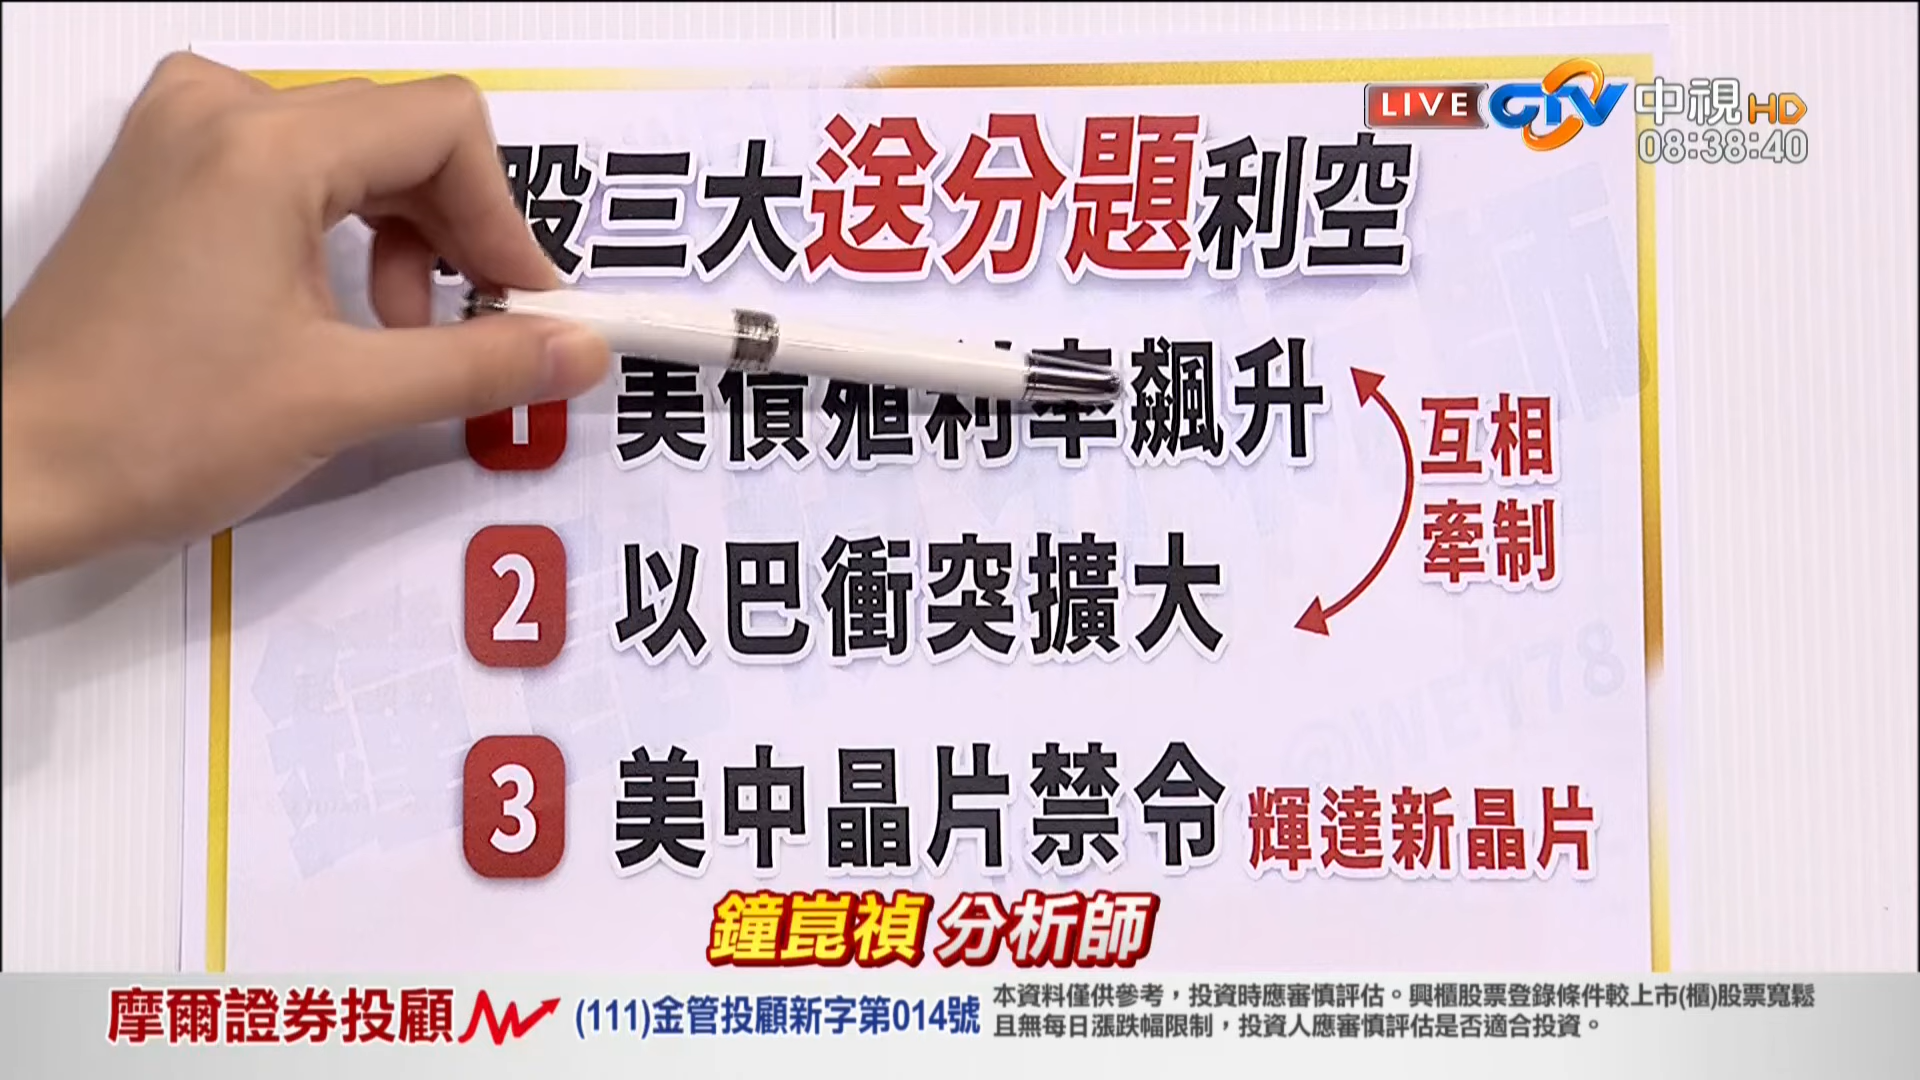 LIVE CTV 中視HD
08:38:40
股三大送分題利空
1 美債殖利率飆升
互相
牽制
2 以巴衝突擴大
3 美中晶片禁令 輝達新晶片
@WE178
鐘崑禎 分析師
摩爾證券投顧 (111)金管投顧新字第014號
本資料僅供參考，投資時應審慎評估。興櫃股票登錄條件較上市(櫃)股票寬鬆
且無每日漲跌幅限制，投資人應審慎評估是否適合投資。